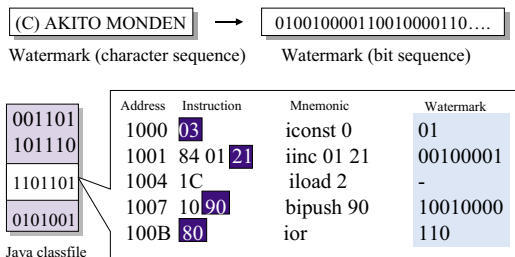 (C) AKITO MONDEN 010010000110010000110....
Watermark (character sequence) Watermark (bit sequence)
Address Instruction Mnemonic Watermark
001101
101110
1101101
0101001
Java classfile
1000 03 iconst 0 01
1001 84 01 21 iinc 01 21 00100001
1004 1C iload 2 -
1007 10 90 bipush 90 10010000
100B 80 ior 110